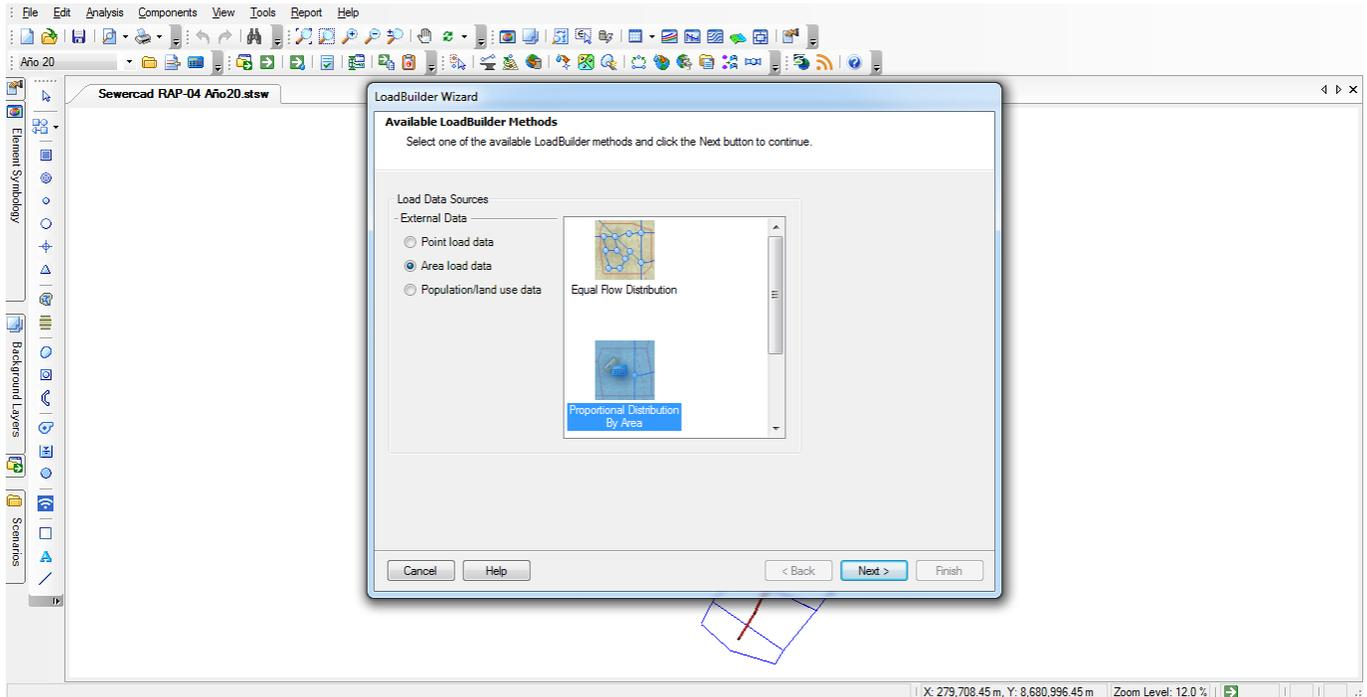 File Edit Analysis Components View Tools Report Help
Año 20
Sewercad RAP-04 Año20.stsw
Element Symbology
Background Layers
Scenarios
LoadBuilder Wizard
Available LoadBuilder Methods
Select one of the available LoadBuilder methods and click the Next button to continue.
Load Data Sources
External Data
Point load data
Area load data
Population/land use data
Equal Flow Distribution
Proportional Distribution
By Area
Cancel Help < Back Next > Finish
X: 279,708.45 m, Y: 8,680,996.45 m Zoom Level: 12.0 %